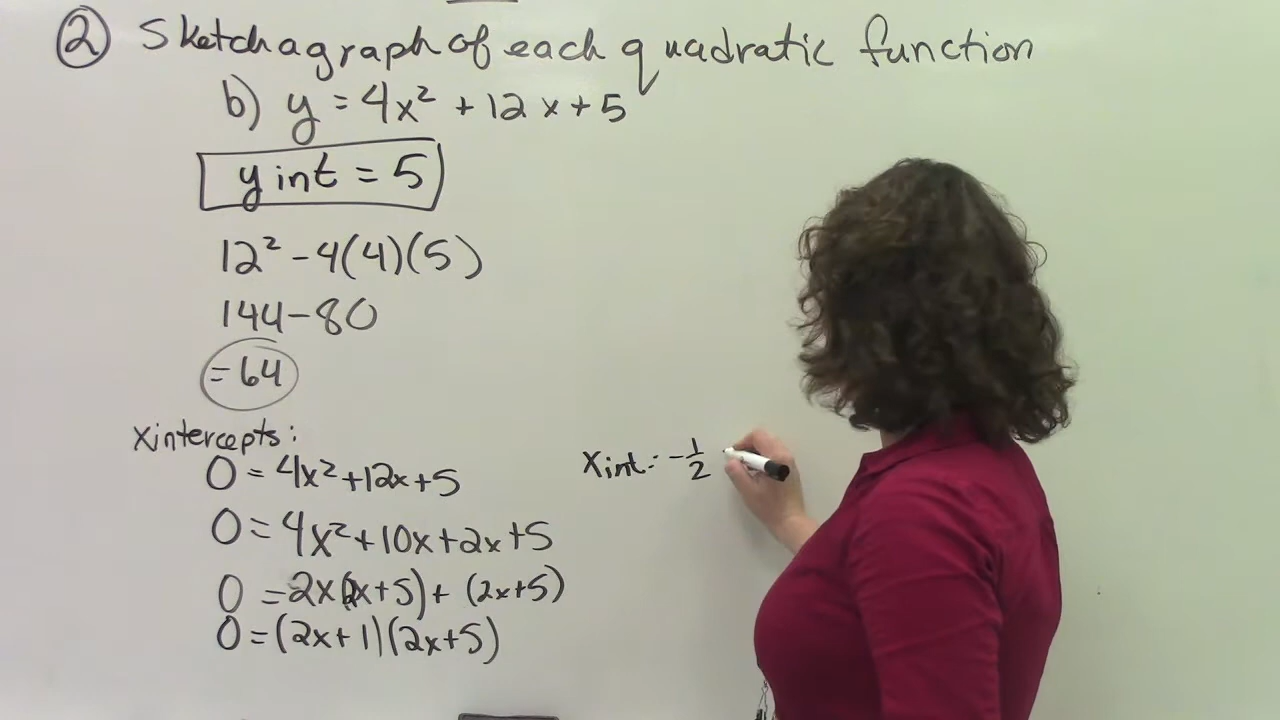 ② Sketch a graph of each quadratic function
b) y = 4x² + 12x + 5
y int = 5
12² - 4(4)(5)
144 - 80
= 64
x intercepts:
0 = 4x² + 12x + 5
0 = 4x² + 10x + 2x + 5
0 = 2x(2x + 5) + (2x + 5)
0 = (2x + 1)(2x + 5)
x int: -1/2